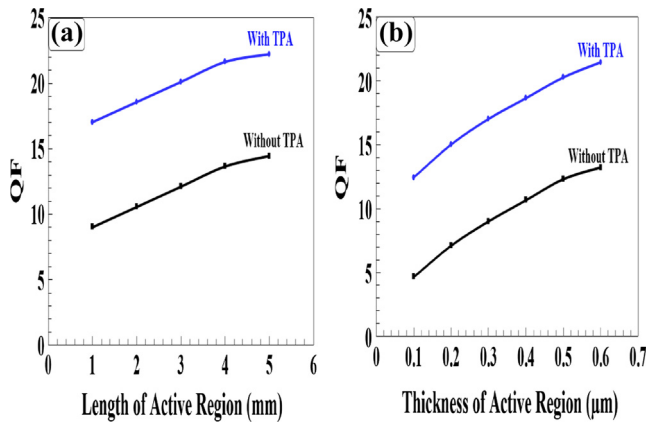 (a)
25
20
15
10
5
0
QF
With TPA
Without TPA
0 1 2 3 4 5 6
Length of Active Region (mm)
(b)
25
20
15
10
5
0
QF
With TPA
Without TPA
0 0.1 0.2 0.3 0.4 0.5 0.6 0.7
Thickness of Active Region (µm)